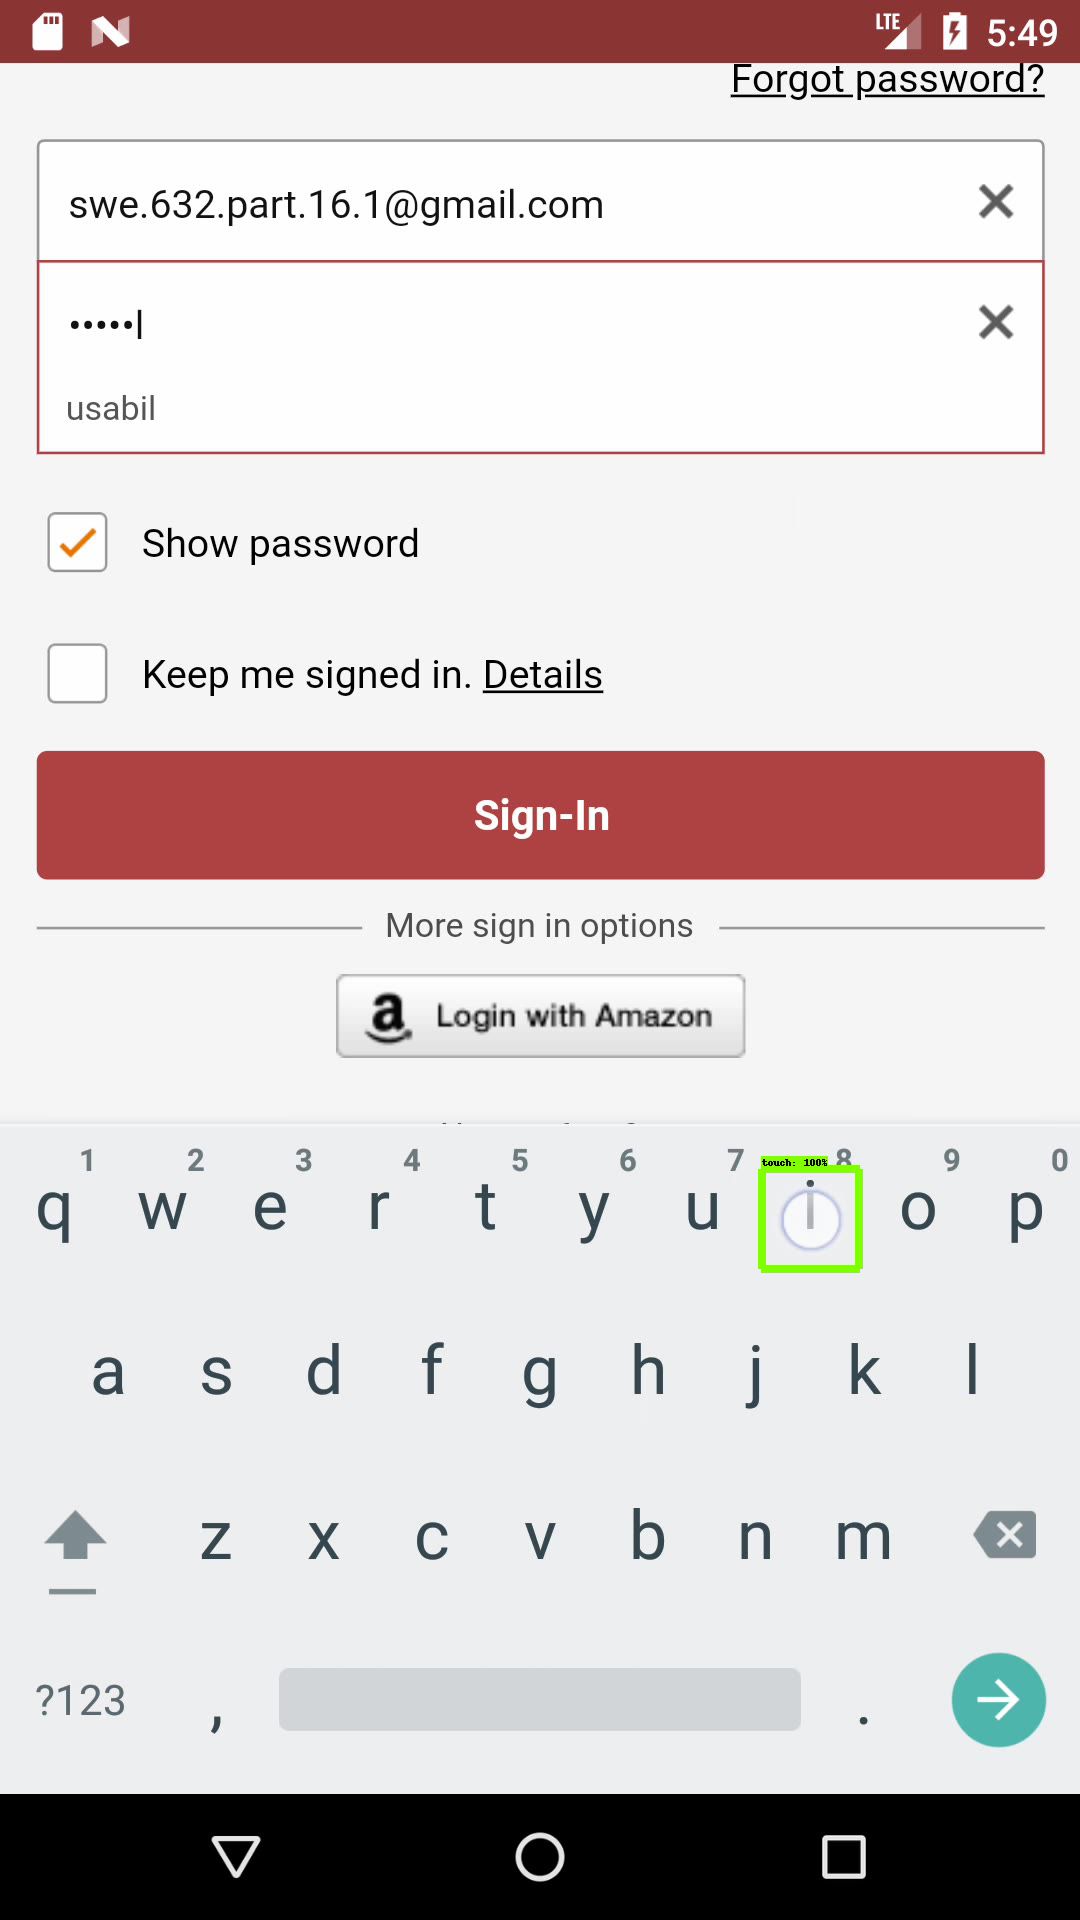 LTE 5:49
Forgot password?
swe.632.part.16.1@gmail.com
•••••
usabil
Show password
Keep me signed in. Details
Sign-In
More sign in options
a Login with Amazon
1 2 3 4 5 6 7 touch: 100% 8 9 0
q w e r t y u i o p
a s d f g h j k l
z x c v b n m
?123 , .